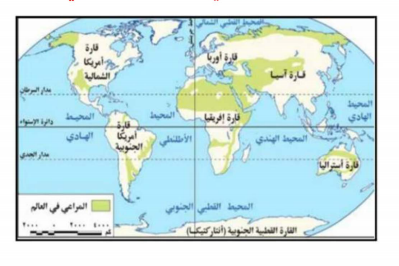 المحيط القطبي الشمالي
قارة
أمريكا
الشمالية
قارة أوربا
قارة آسيا
مدار السرطان
المحيط
الهادي
قارة إفريقيا
المحيط
الأطلنطي
المحيط
الهادي
دائرة الإستواء
قارة
أمريكا
الجنوبية
المحيط الهندي
مدار الجدي
قارة أستراليا
المراعي في العالم
المحيط القطبي الجنوبي
القارة القطبية الجنوبية (أنتاركتيكا)
٢٠٠٠ ٠ ٢٠٠٠ ٤٠٠٠
كم